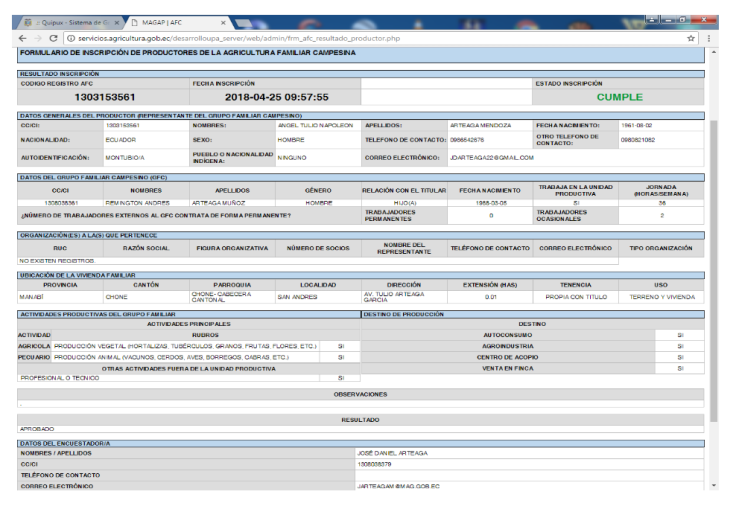 :: Quipux - Sistema de G
MAGAP | AFC
servicios.agricultura.gob.ec/desarrolloupa_server/web/admin/frm_afc_resultado_productor.php
FORMULARIO DE INSCRIPCIÓN DE PRODUCTORES DE LA AGRICULTURA FAMILIAR CAMPESINA
RESULTADO INSCRIPCIÓN
CODIGO REGISTRO AFC FECHA INSCRIPCIÓN ESTADO INSCRIPCIÓN
1303153561 2018-04-25 09:57:55 CUMPLE
DATOS GENERALES DEL PRODUCTOR (REPRESENTANTE DEL GRUPO FAMILIAR CAMPESINO)
CC/CI: 1303153561 NOMBRES: ANGEL TULIO NAPOLEON APELLIDOS: ARTEAGA MENDOZA FECHA NACIMIENTO: 1961-08-02
NACIONALIDAD: ECUADOR SEXO: HOMBRE TELEFONO DE CONTACTO: OTRO TELEFONO DE CONTACTO: 0980821082
AUTOIDENTIFICACIÓN: MONTUBIO/A PUEBLO O NACIONALIDAD INDÍGENA: NINGUNO CORREO ELECTRÓNICO: JDARTEAGA22@GMAIL.COM
DATOS DEL GRUPO FAMILIAR CAMPESINO (GFC)
CC/CI NOMBRES APELLIDOS GÉNERO RELACIÓN CON EL TITULAR FECHA NACIMIENTO TRABAJA EN LA UNIDAD PRODUCTIVA JORNADA (HORAS/SEMANA)
REMINGTON ANDRES ARTEAGA MUÑOZ HOMBRE HIJO(A) SI 36
¿NÚMERO DE TRABAJADORES EXTERNOS AL GFC CONTRATA DE FORMA PERMANENTE? TRABAJADORES PERMANENTES 0 TRABAJADORES OCASIONALES 2
ORGANIZACIÓN(ES) A LA(S) QUE PERTENECE
RUC RAZÓN SOCIAL FIGURA ORGANIZATIVA NÚMERO DE SOCIOS NOMBRE DEL REPRESENTANTE TELÉFONO DE CONTACTO CORREO ELECTRÓNICO TIPO ORGANIZACIÓN
NO EXISTEN REGISTROS.
UBICACIÓN DE LA VIVIENDA FAMILIAR
PROVINCIA CANTÓN PARROQUIA LOCALIDAD DIRECCIÓN EXTENSIÓN (HAS) TENENCIA USO
MANABÍ CHONE CHONE - CABECERA CANTONAL SAN ANDRES AV. TULIO ARTEAGA GARCIA 0.01 PROPIA CON TITULO TERRENO Y VIVIENDA
ACTIVIDADES PRODUCTIVAS DEL GRUPO FAMILIAR DESTINO DE PRODUCCIÓN
ACTIVIDADES PRINCIPALES DESTINO
ACTIVIDAD RUBROS AUTOCONSUMO SI
AGRICOLA PRODUCCIÓN VEGETAL (HORTALIZAS, TUBÉRCULOS, GRANOS, FRUTAS, FLORES, ETC.) SI AGROINDUSTRIA SI
PECUARIO PRODUCCIÓN ANIMAL (VACUNOS, CERDOS, AVES, BORREGOS, CABRAS, ETC.) SI CENTRO DE ACOPIO SI
OTRAS ACTIVIDADES FUERA DE LA UNIDAD PRODUCTIVA VENTA EN FINCA SI
PROFESIONAL O TECNICO SI
OBSERVACIONES
RESULTADO
APROBADO
DATOS DEL ENCUESTADOR/A
NOMBRES / APELLIDOS JOSÉ DANIEL ARTEAGA
CC/CI 1308038379
TELÉFONO DE CONTACTO
CORREO ELECTRÓNICO JARTEAGAM@MAG.GOB.EC